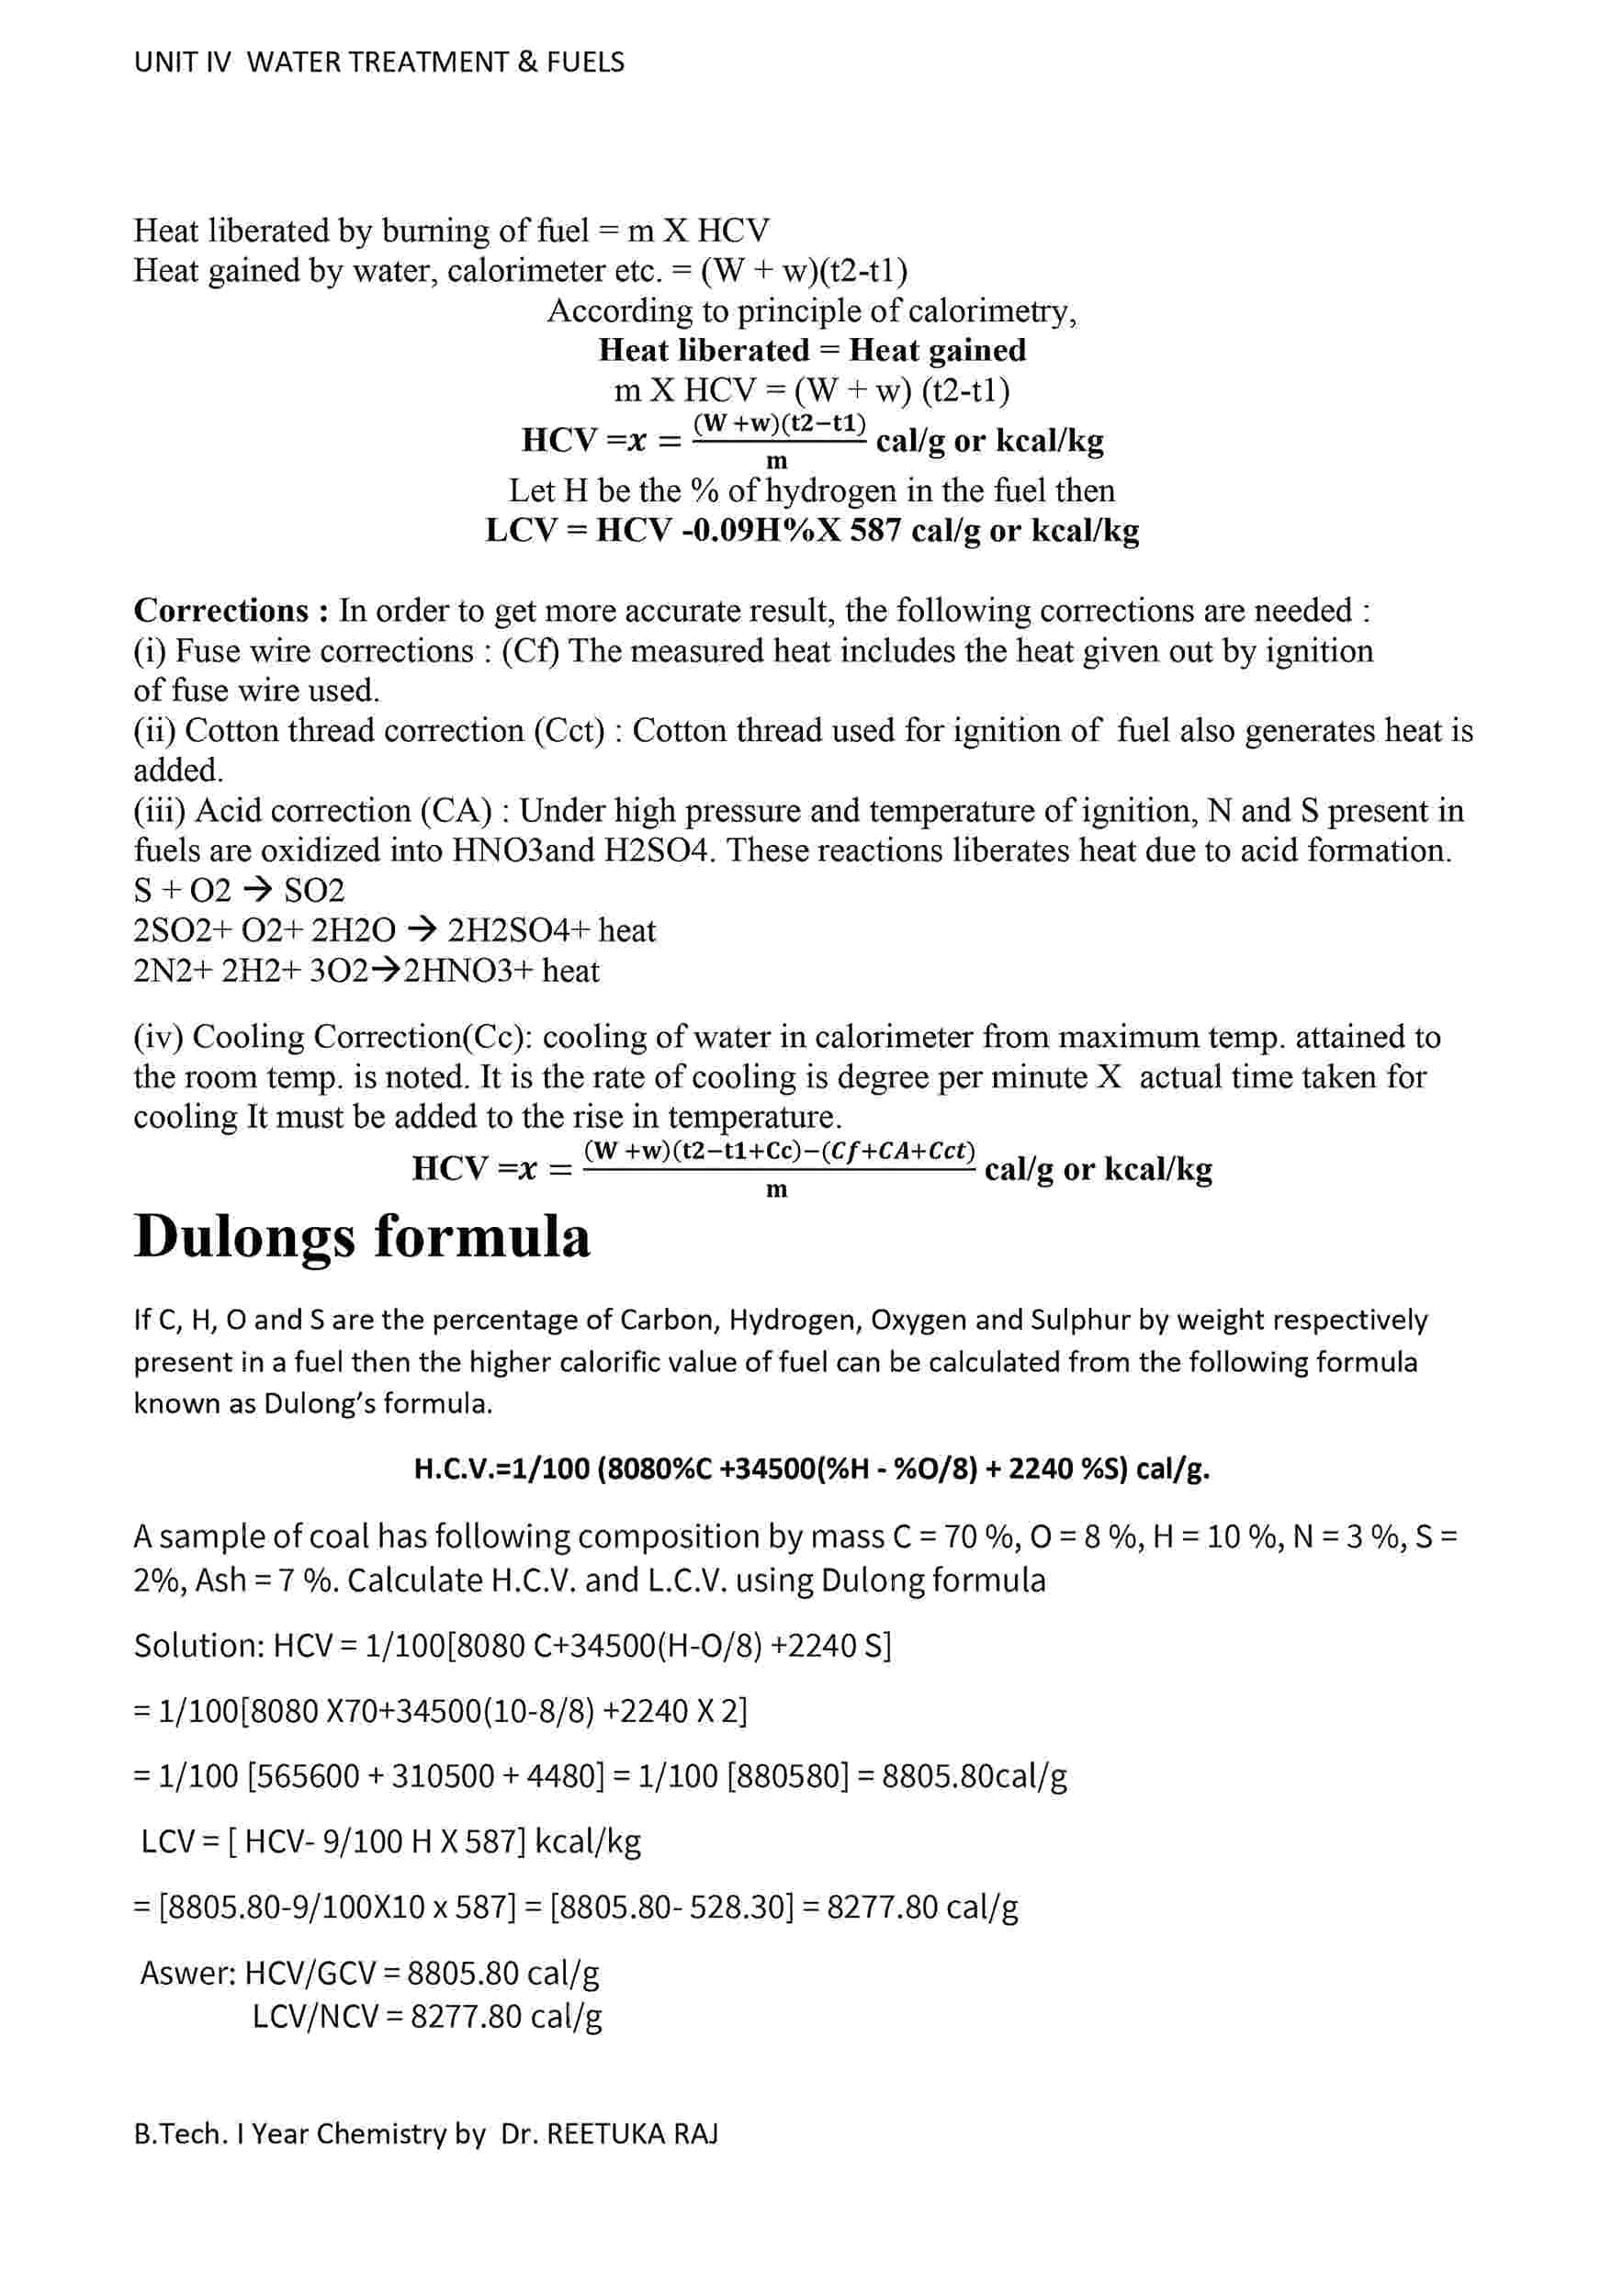 UNIT IV  WATER TREATMENT & FUELS
Heat liberated by burning of fuel = m X HCV
Heat gained by water, calorimeter etc. = (W + w)(t2-t1)
According to principle of calorimetry,
Heat liberated = Heat gained
m X HCV = (W + w) (t2-t1)
HCV =x = (W +w)(t2−t1)/m cal/g or kcal/kg
Let H be the % of hydrogen in the fuel then
LCV = HCV -0.09H%X 587 cal/g or kcal/kg
Corrections : In order to get more accurate result, the following corrections are needed :
(i) Fuse wire corrections : (Cf) The measured heat includes the heat given out by ignition
of fuse wire used.
(ii) Cotton thread correction (Cct) : Cotton thread used for ignition of  fuel also generates heat is
added.
(iii) Acid correction (CA) : Under high pressure and temperature of ignition, N and S present in
fuels are oxidized into HNO3and H2SO4. These reactions liberates heat due to acid formation.
S + O2 → SO2
2SO2+ O2+ 2H2O → 2H2SO4+ heat
2N2+ 2H2+ 3O2→2HNO3+ heat
(iv) Cooling Correction(Cc): cooling of water in calorimeter from maximum temp. attained to
the room temp. is noted. It is the rate of cooling is degree per minute X  actual time taken for
cooling It must be added to the rise in temperature.
HCV =x = (W +w)(t2−t1+Cc)−(Cf+CA+Cct)/m cal/g or kcal/kg
Dulongs formula
If C, H, O and S are the percentage of Carbon, Hydrogen, Oxygen and Sulphur by weight respectively
present in a fuel then the higher calorific value of fuel can be calculated from the following formula
known as Dulong's formula.
H.C.V.=1/100 (8080%C +34500(%H - %O/8) + 2240 %S) cal/g.
A sample of coal has following composition by mass C = 70 %, O = 8 %, H = 10 %, N = 3 %, S =
2%, Ash = 7 %. Calculate H.C.V. and L.C.V. using Dulong formula
Solution: HCV = 1/100[8080 C+34500(H-O/8) +2240 S]
= 1/100[8080 X70+34500(10-8/8) +2240 X 2]
= 1/100 [565600 + 310500 + 4480] = 1/100 [880580] = 8805.80cal/g
LCV = [ HCV- 9/100 H X 587] kcal/kg
= [8805.80-9/100X10 x 587] = [8805.80- 528.30] = 8277.80 cal/g
Aswer: HCV/GCV = 8805.80 cal/g
LCV/NCV = 8277.80 cal/g
B.Tech. I Year Chemistry by  Dr. REETUKA RAJ